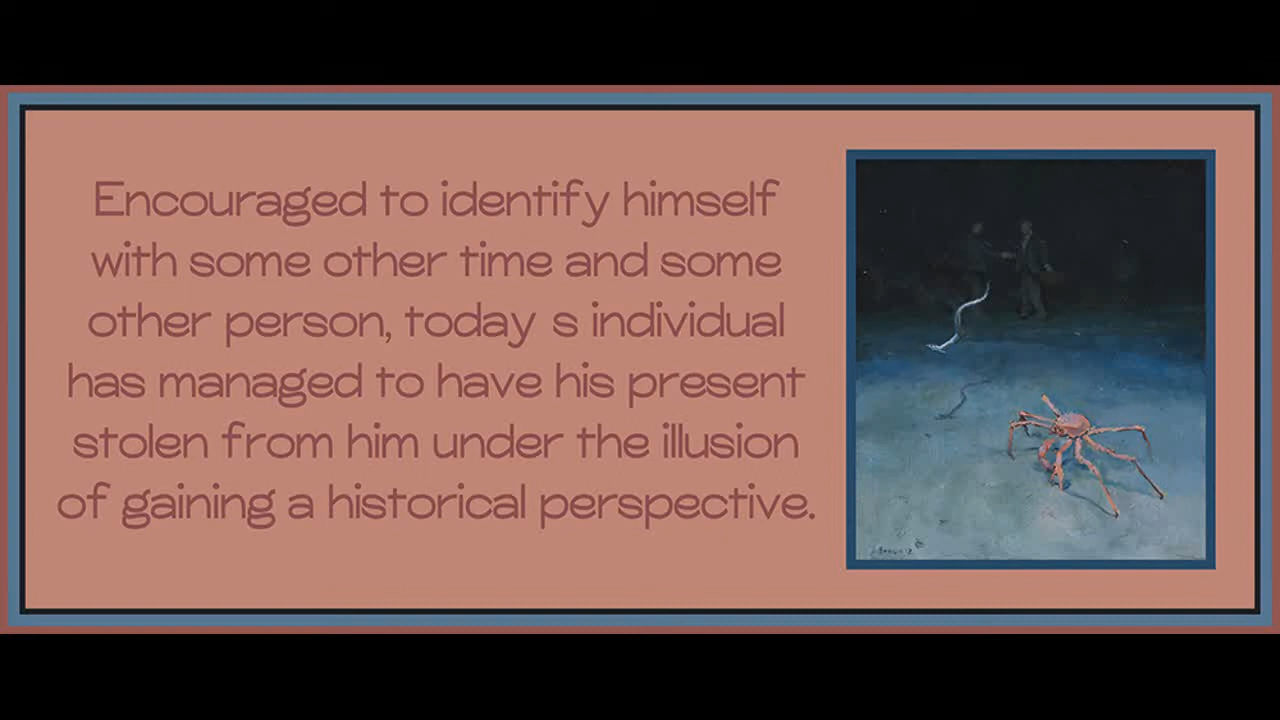 Encouraged to identify himself
with some other time and some
other person, today s individual
has managed to have his present
stolen from him under the illusion
of gaining a historical perspective.